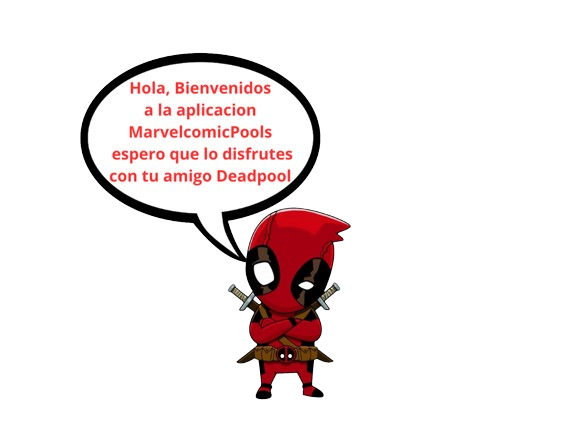 Hola, Bienvenidos
a la aplicacion
MarvelcomicPools
espero que lo disfrutes
con tu amigo Deadpool